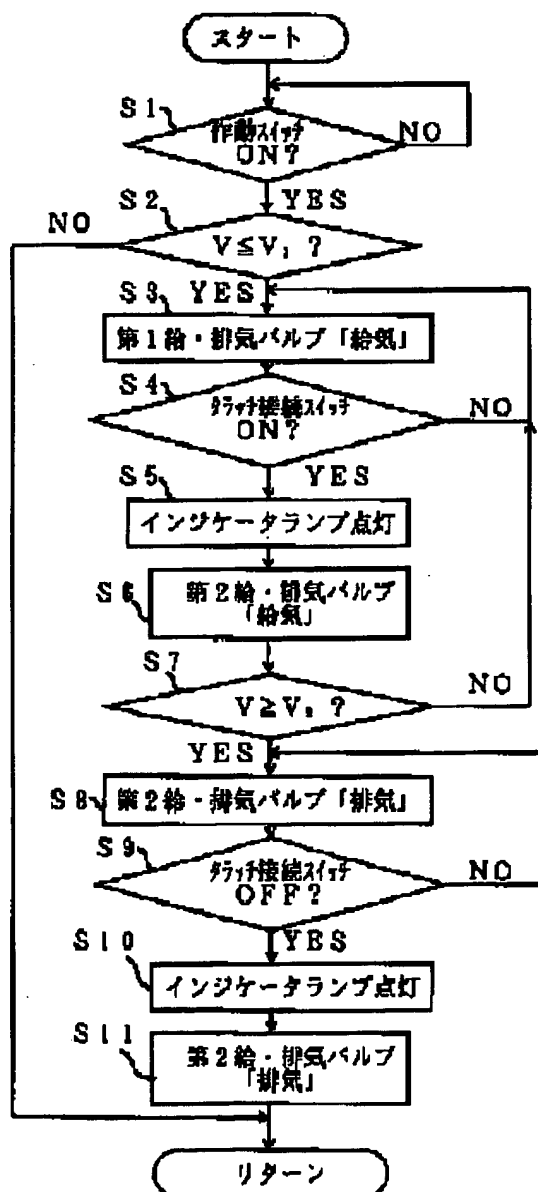 スタート
S1
作動スイッチ
ON?
NO
YES
S2
NO
V≦V₁ ?
S3
YES
第1給・排気バルブ「給気」
S4
クラッチ接続スイッチ
ON?
NO
YES
S5
インジケータランプ点灯
S6
第2給・排気バルブ
「給気」
S7
V≧V₂ ?
NO
YES
S8
第2給・排気バルブ「排気」
S9
クラッチ接続スイッチ
OFF?
NO
YES
S10
インジケータランプ点灯
S11
第2給・排気バルブ
「排気」
リターン